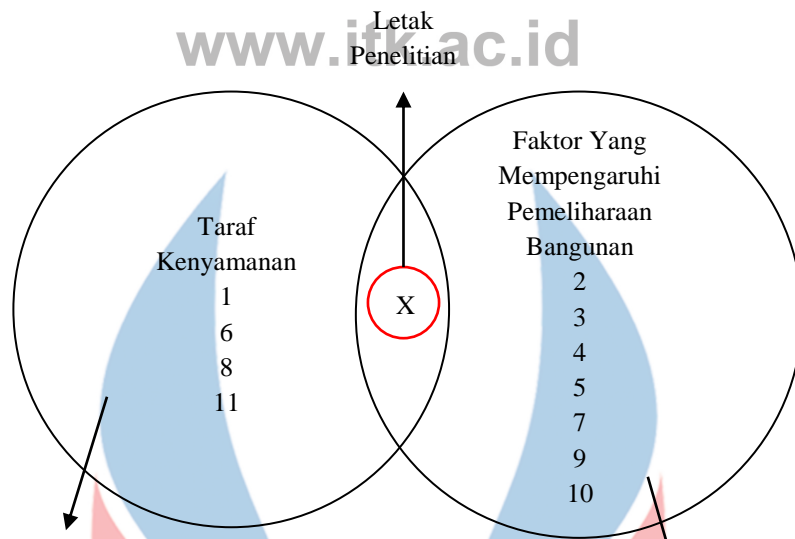 www.itk.ac.id
Letak
Penelitian
Taraf
Kenyamanan
1
6
8
11
X
Faktor Yang
Mempengaruhi
Pemeliharaan
Bangunan
2
3
4
5
7
9
10